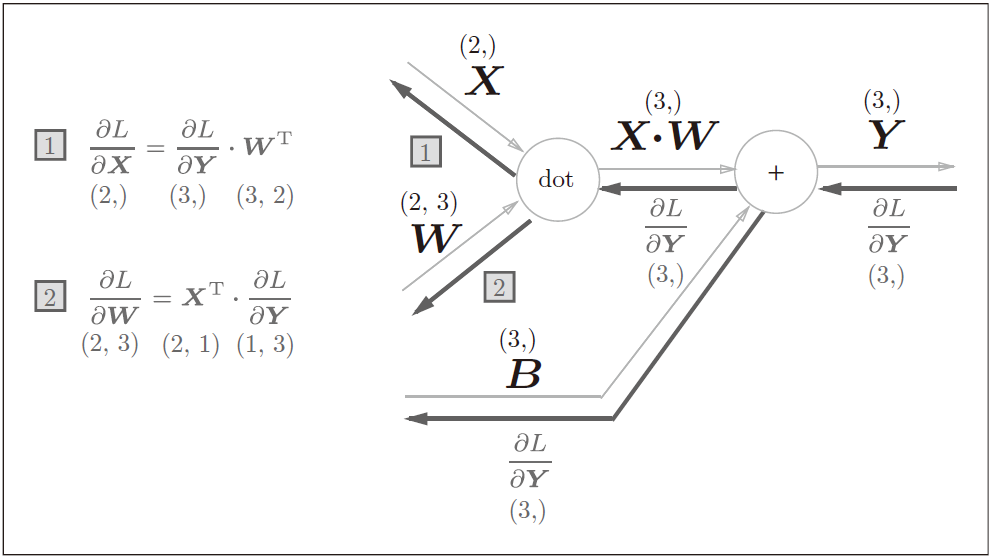 1 ∂L/∂X = ∂L/∂Y · W^T
(2,) (3,) (3, 2)
2 ∂L/∂W = X^T · ∂L/∂Y
(2, 3) (2, 1) (1, 3)
(2,)
X
1
(2, 3)
W
2
dot
(3,)
X·W
∂L/∂Y
(3,)
+
(3,)
Y
∂L/∂Y
(3,)
(3,)
B
∂L/∂Y
(3,)